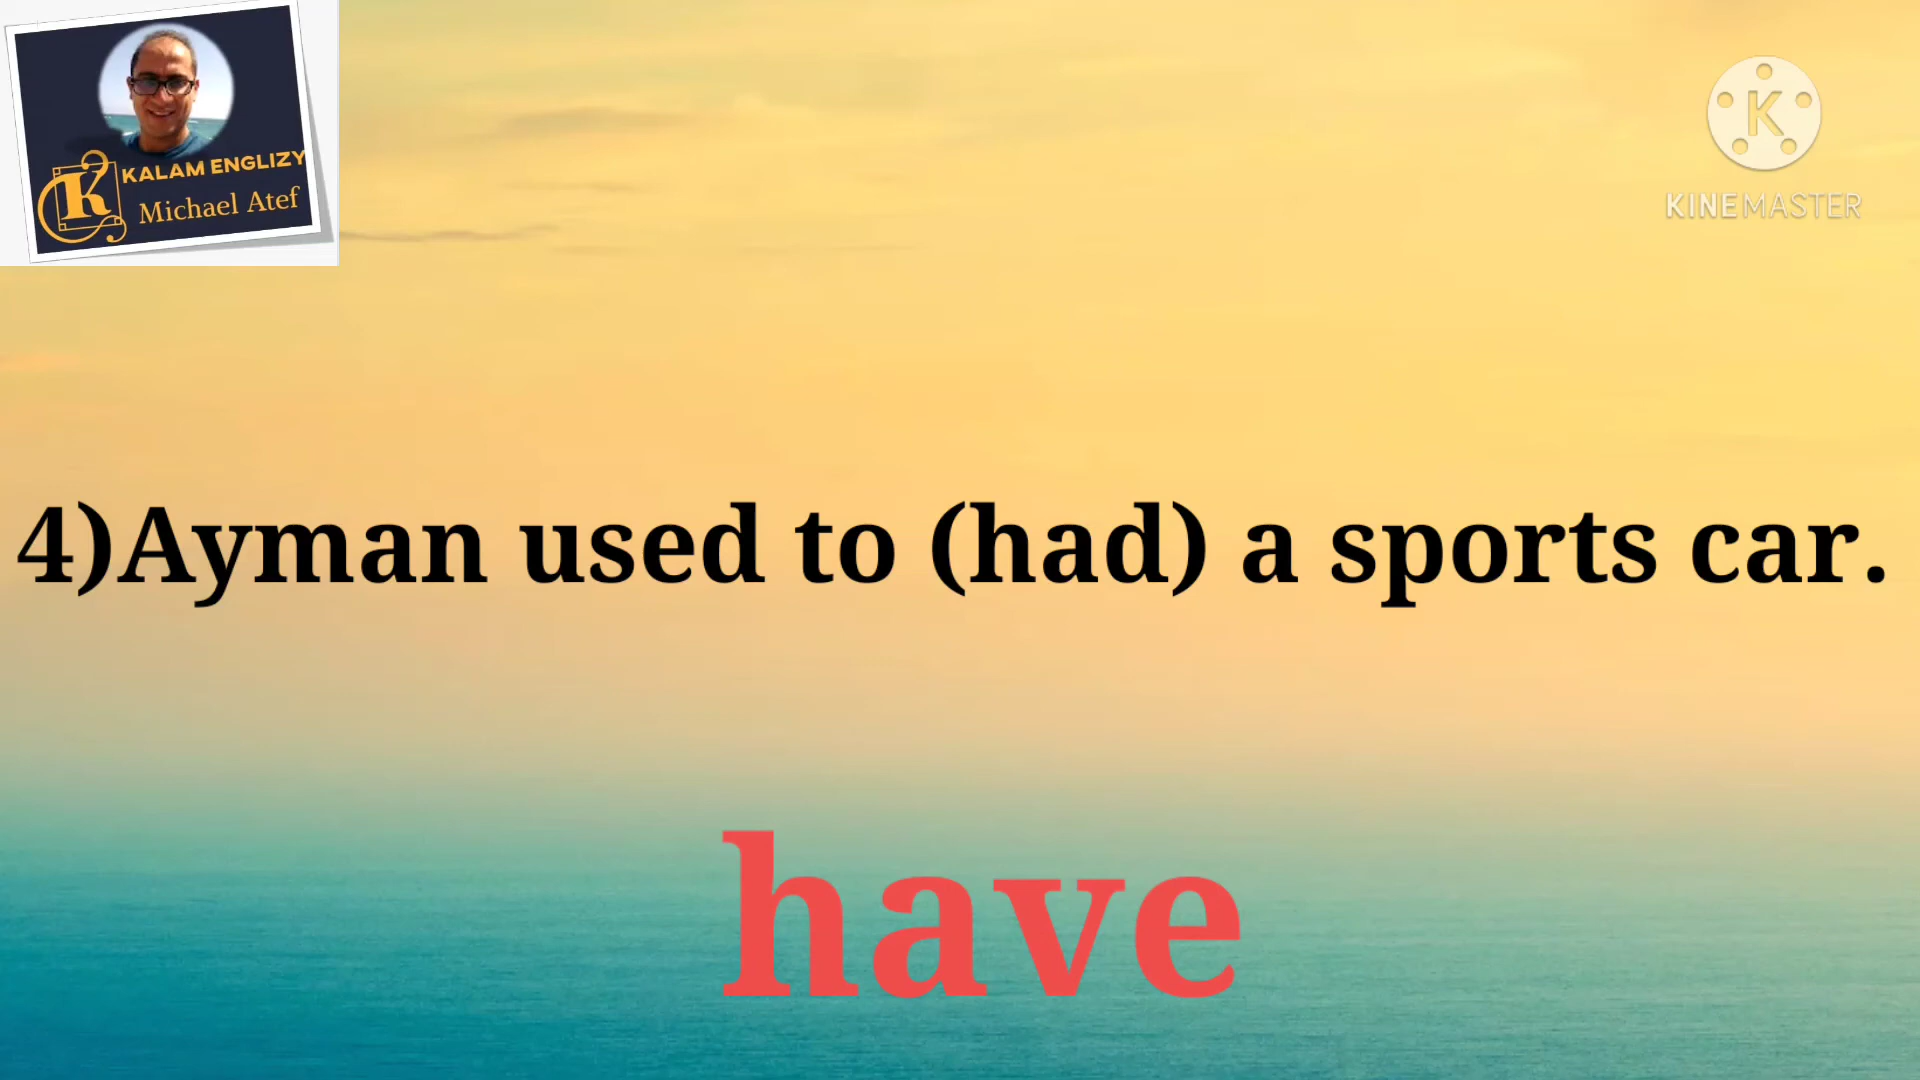 KALAM ENGLIZY
K
Michael Atef
K
KINEMASTER
4)Ayman used to (had) a sports car.
have